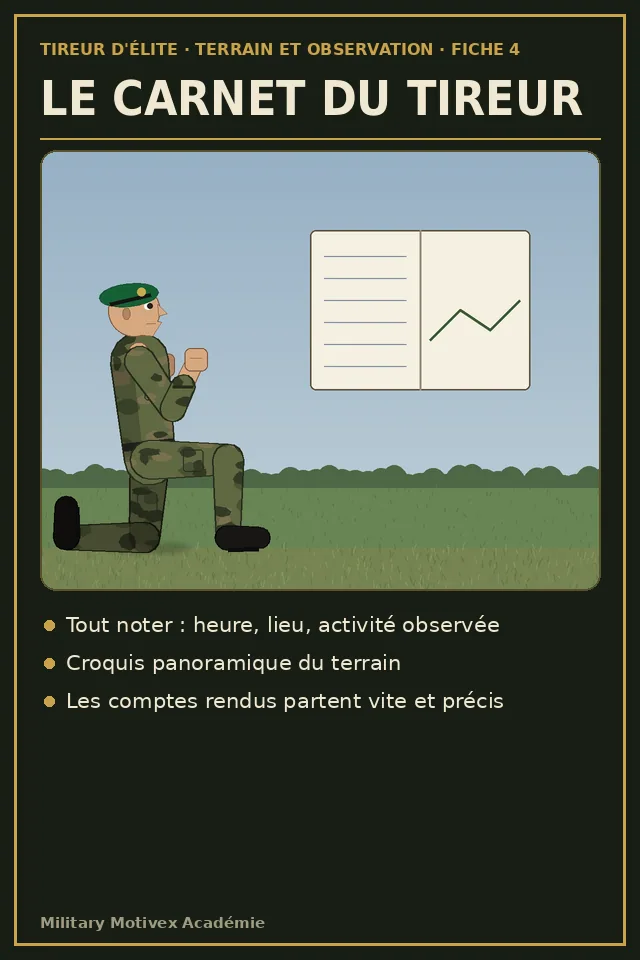 TIREUR D'ÉLITE · TERRAIN ET OBSERVATION · FICHE 4
LE CARNET DU TIREUR
Tout noter : heure, lieu, activité observée
Croquis panoramique du terrain
Les comptes rendus partent vite et précis
Military Motivex Académie